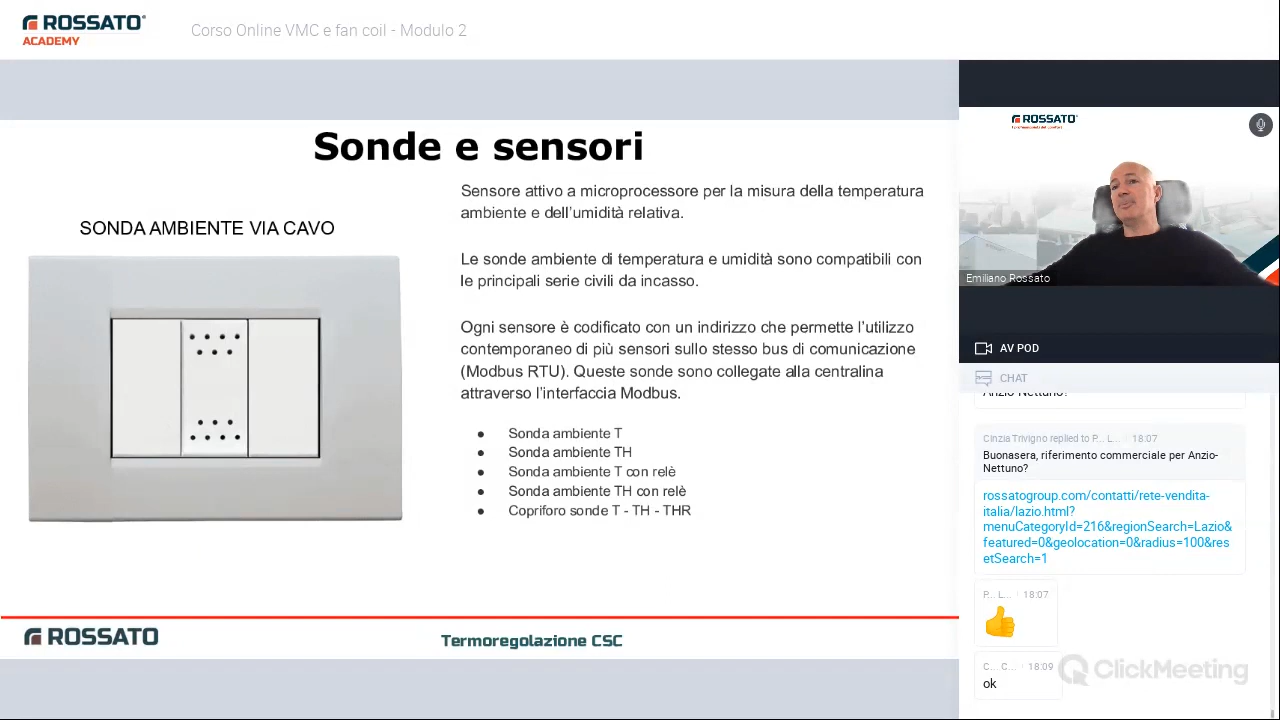 ROSSATO
ACADEMY
Corso Online VMC e fan coil - Modulo 2
Sonde e sensori
SONDA AMBIENTE VIA CAVO
Sensore attivo a microprocessore per la misura della temperatura
ambiente e dell'umidità relativa.
Le sonde ambiente di temperatura e umidità sono compatibili con
le principali serie civili da incasso.
Ogni sensore è codificato con un indirizzo che permette l'utilizzo
contemporaneo di più sensori sullo stesso bus di comunicazione
(Modbus RTU). Queste sonde sono collegate alla centralina
attraverso l'interfaccia Modbus.
● Sonda ambiente T
● Sonda ambiente TH
● Sonda ambiente T con relè
● Sonda ambiente TH con relè
● Copriforo sonde T - TH - THR
ROSSATO
Termoregolazione CSC
ROSSATO
Emiliano Rossato
AV POD
CHAT
Anzio-Nettuno?
Cinzia Trivigno replied to P... L... 18:07
Buonasera, riferimento commerciale per Anzio-
Nettuno?
rossatogroup.com/contatti/rete-vendita-
italia/lazio.html?
menuCategoryId=216&regionSearch=Lazio&
featured=0&geolocation=0&radius=100&res
etSearch=1
P... L... 18:07
C... C... 18:09
ok
ClickMeeting